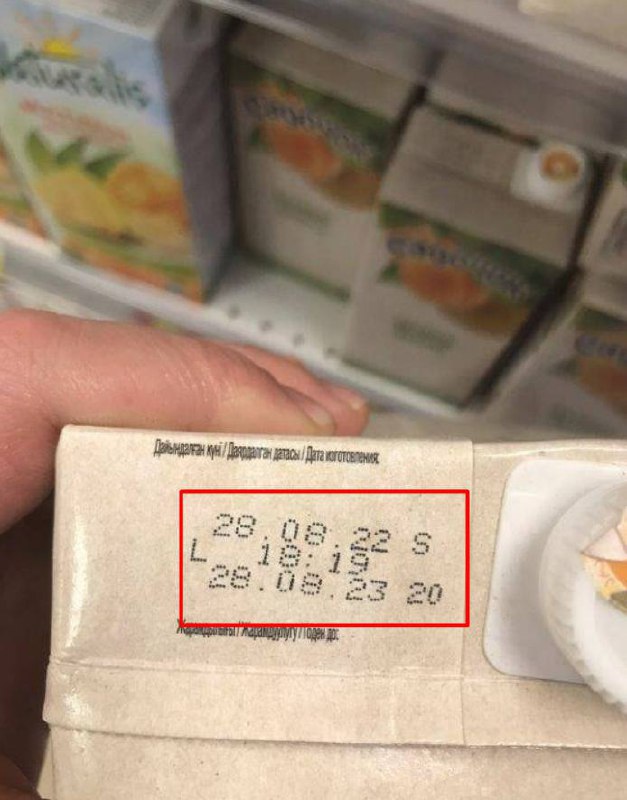 Naturalis
Дайындалған күні / Даярдалган датасы / Дата изготовления:
28.08.22 S
L 18:19
28.08.23 20
Жарамдылығы / Жарамдуулугу / Годен до: